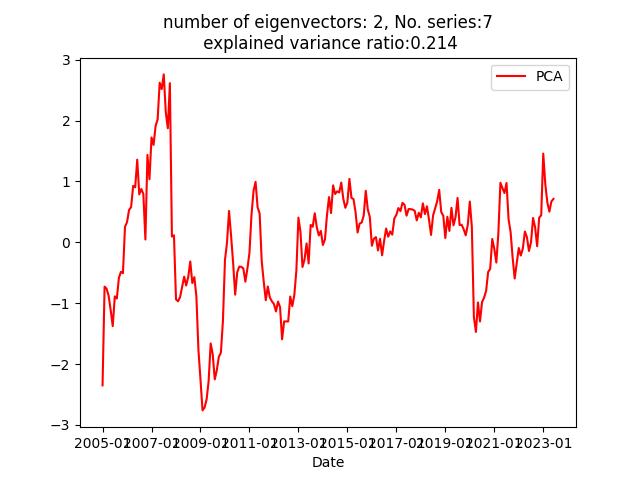 number of eigenvectors: 2, No. series:7
explained variance ratio:0.214
PCA
3
2
1
0
−1
−2
−3
2005-01 2007-01 2009-01 2011-01 2013-01 2015-01 2017-01 2019-01 2021-01 2023-01
Date